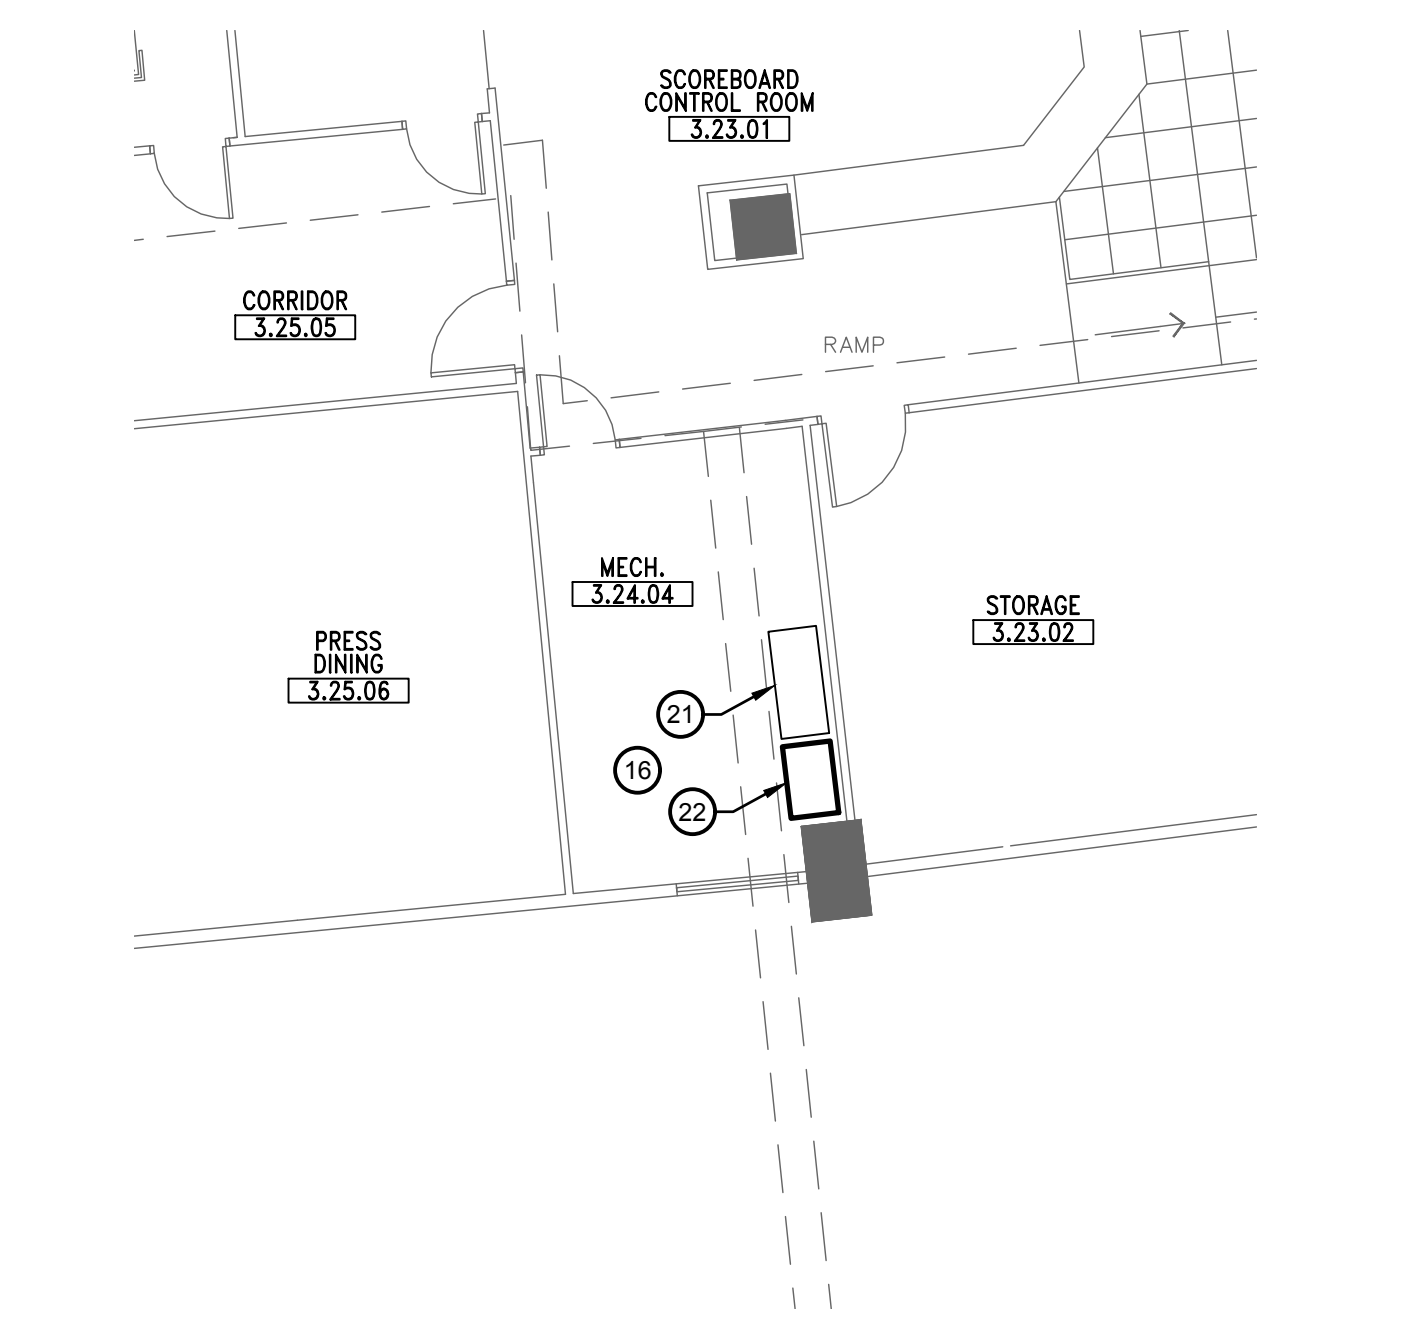 SCOREBOARD
CONTROL ROOM
3.23.01
CORRIDOR
3.25.05
RAMP
MECH.
3.24.04
STORAGE
3.23.02
PRESS
DINING
3.25.06
21
16
22